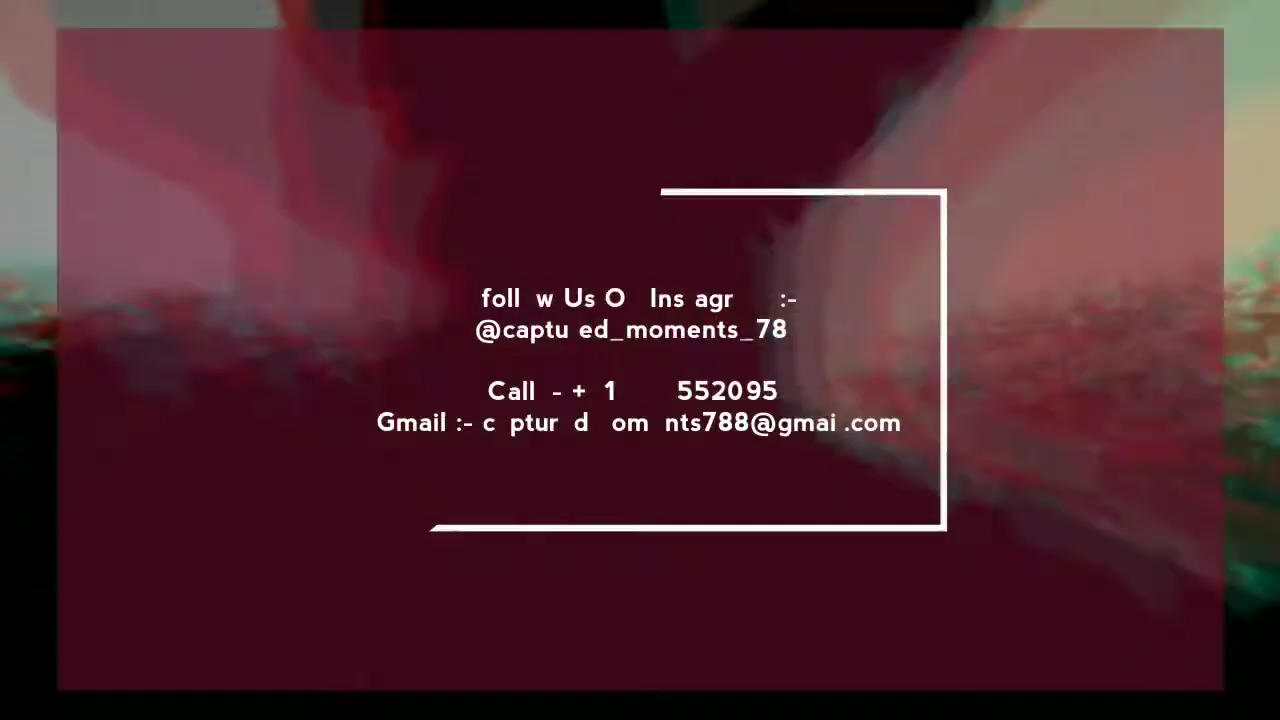 foll w Us O Ins agr :-
@captu ed_moments_78
Call - + 1 552095
Gmail :- c ptur d om nts788@gmai .com